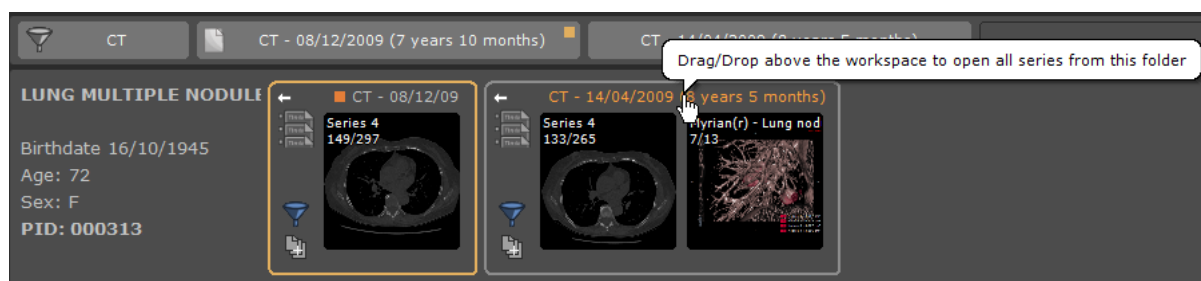 CT
CT - 08/12/2009 (7 years 10 months)
Drag/Drop above the workspace to open all series from this folder
LUNG MULTIPLE NODULE
Birthdate 16/10/1945
Age: 72
Sex: F
PID: 000313
CT - 08/12/09
Series 4
149/297
CT - 14/04/2009 (8 years 5 months)
Series 4
133/265
Myrian(r) - Lung nod
7/13